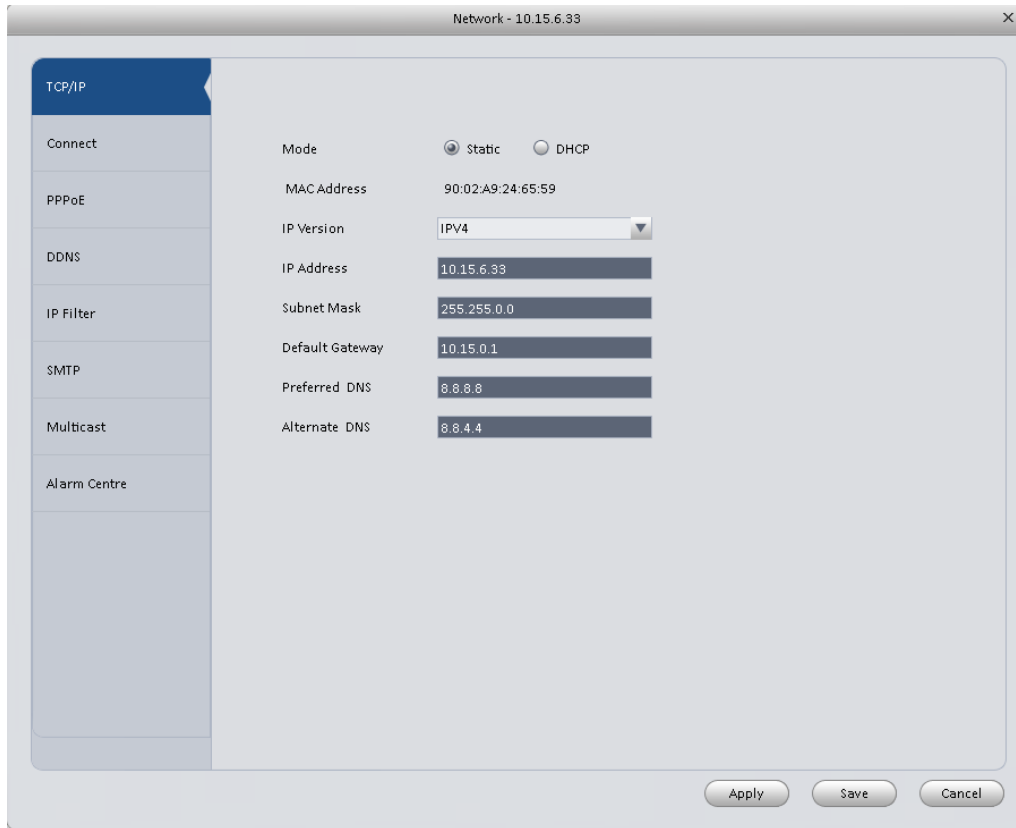 Network - 10.15.6.33
TCP/IP
Connect
PPPoE
DDNS
IP Filter
SMTP
Multicast
Alarm Centre
Mode Static DHCP
MAC Address 90:02:A9:24:65:59
IP Version IPV4
IP Address 10.15.6.33
Subnet Mask 255.255.0.0
Default Gateway 10.15.0.1
Preferred DNS 8.8.8.8
Alternate DNS 8.8.4.4
Apply Save Cancel